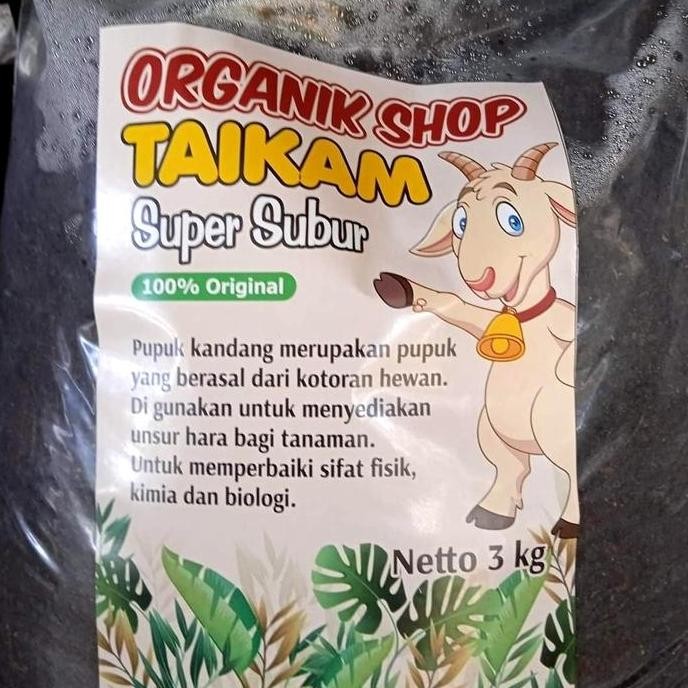 ORGANIK SHOP
TAIKAM
Super Subur
100% Original
Pupuk kandang merupakan pupuk
yang berasal dari kotoran hewan.
Di gunakan untuk menyediakan
unsur hara bagi tanaman.
Untuk memperbaiki sifat fisik,
kimia dan biologi.
Netto 3 kg